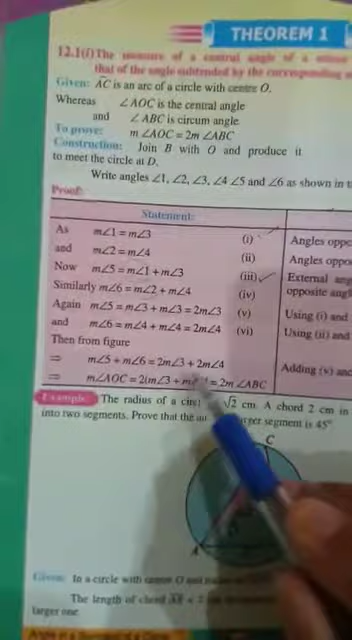 THEOREM 1
12.1(i) The measure of a central angle of a minor
that of the angle subtended by the corresponding
Given: AC is an arc of a circle with centre O.
Whereas ∠AOC is the central angle
and ∠ABC is circum angle.
To prove: m∠AOC = 2m∠ABC
Construction: Join B with O and produce it
to meet the circle at D.
Write angles ∠1, ∠2, ∠3, ∠4 ∠5 and ∠6 as shown in
Proof:
Statement:
As m∠1 = m∠3 (i) Angles oppo
and m∠2 = m∠4 (ii) Angles oppo
Now m∠5 = m∠1 + m∠3 (iii) External ang
Similarly m∠6 = m∠2 + m∠4 (iv) opposite angl
Again m∠5 = m∠3 + m∠3 = 2m∠3 (v) Using (i) and
and m∠6 = m∠4 + m∠4 = 2m∠4 (vi) Using (ii) and
Then from figure
⇒ m∠5 + m∠6 = 2m∠3 + 2m∠4 Adding (v) and
⇒ m∠AOC = 2(m∠3 + m = 2m∠ABC
Example: The radius of a circ √2 cm. A chord 2 cm in
into two segments. Prove that the arger segment is 45°
C
A
Given: In a circle with centre O and
The length of chord
larger one